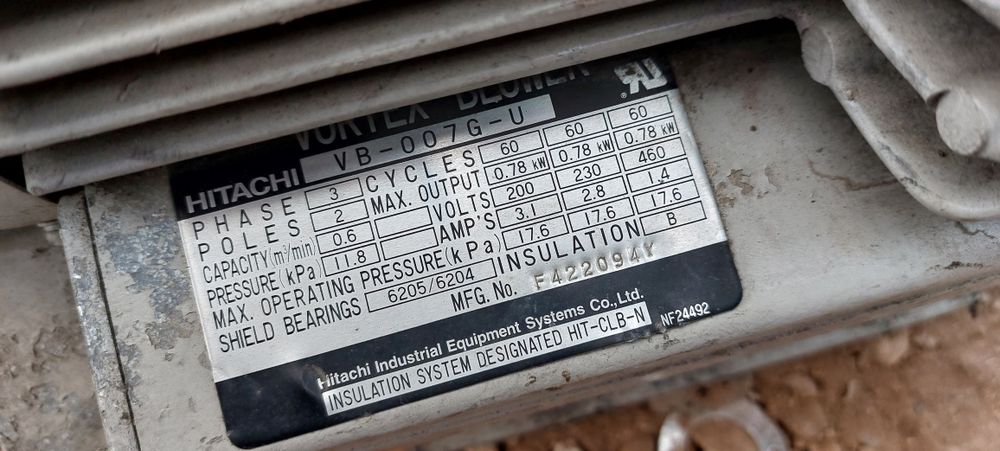 VORTEX BLOWER
HITACHI VB-007G-U
PHASE 3 CYCLES 60 60 60
POLES 2 MAX. OUTPUT 0.78 kW 0.78 kW 0.78 kW
CAPACITY(m³/min) 0.6 VOLTS 200 230 460
PRESSURE(kPa) 11.8 AMP'S 3.1 2.8 1.4
MAX. OPERATING PRESSURE(kPa) 17.6 17.6 17.6
SHIELD BEARINGS 6205/6204 INSULATION B
MFG. No. F422094Y
Hitachi Industrial Equipment Systems Co.,Ltd.
INSULATION SYSTEM DESIGNATED HIT-CLB-N NF24492